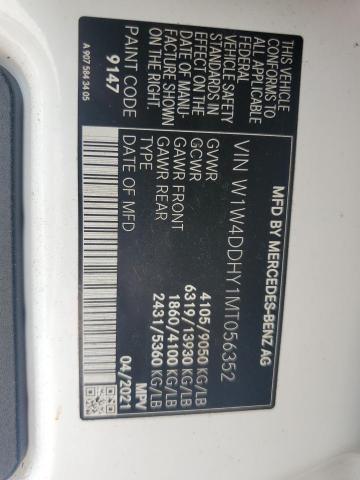 MFD BY MERCEDES-BENZ AG
VIN W1W4DDHY1MT056352
GVWR 4105/9050 KG/LB
GCWR 6319/13930 KG/LB
GAWR FRONT 1860/4100 KG/LB
GAWR REAR 2431/5360 KG/LB
TYPE MPV
DATE OF MFD 04/2021
THIS VEHICLE
CONFORMS TO
ALL APPLICABLE
VEHICLE SAFETY
STANDARDS IN
EFFECT ON THE
DATE OF MANU-
FACTURE SHOWN
ON THE RIGHT.
PAINT CODE
9147
A 907 584 34 05